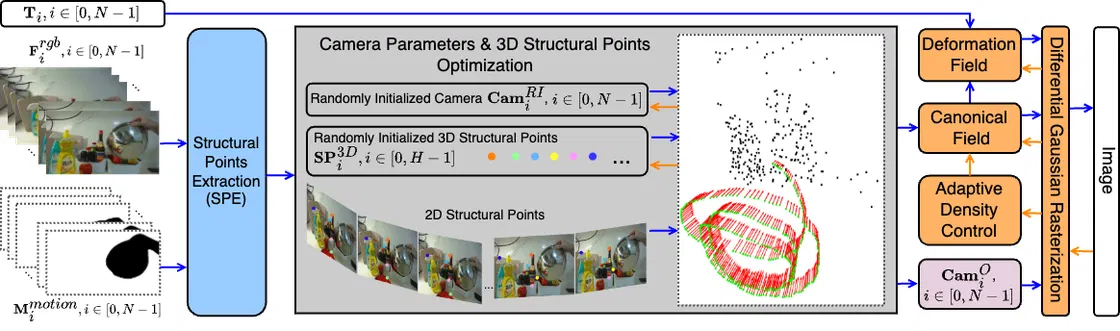 T_i, i ∈ [0, N − 1]
F_i^{rgb}, i ∈ [0, N − 1]
M_i^{motion}, i ∈ [0, N − 1]
Structural
Points
Extraction
(SPE)
Camera Parameters & 3D Structural Points
Optimization
Randomly Initialized Camera Cam_i^{RI}, i ∈ [0, N − 1]
Randomly Initialized 3D Structural Points
SP_i^{3D}, i ∈ [0, H − 1] ...
2D Structural Points
...
Deformation
Field
Canonical
Field
Adaptive
Density
Control
Cam_i^O,
i ∈ [0, N − 1]
Differential Gaussian Rasterization
Image